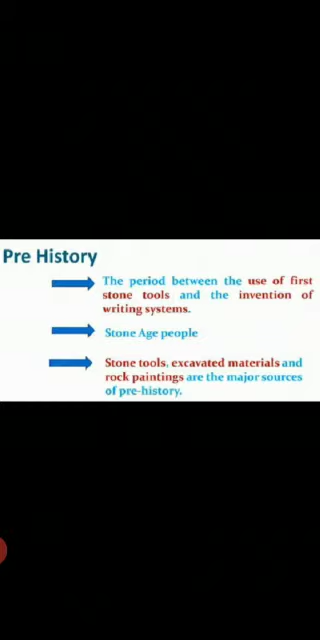 Pre History
The period between the use of first
stone tools and the invention of
writing systems.
Stone Age people
Stone tools, excavated materials and
rock paintings are the major sources
of pre-history.